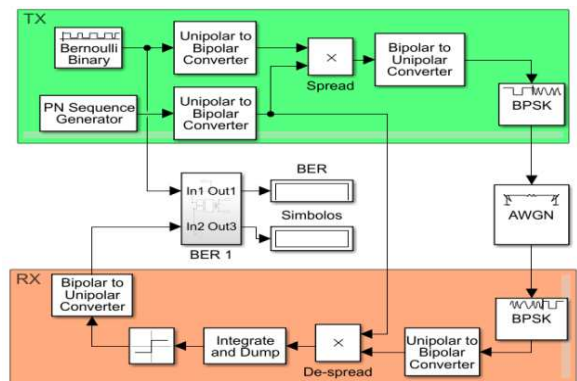 TX
Bernoulli
Binary
Unipolar to
Bipolar
Converter
×
Spread
Bipolar to
Unipolar
Converter
BPSK
PN Sequence
Generator
Unipolar to
Bipolar
Converter
In1 Out1
In2 Out3
BER 1
BER
Simbolos
AWGN
RX
Bipolar to
Unipolar
Converter
Integrate
and Dump
×
De-spread
Unipolar to
Bipolar
Converter
BPSK